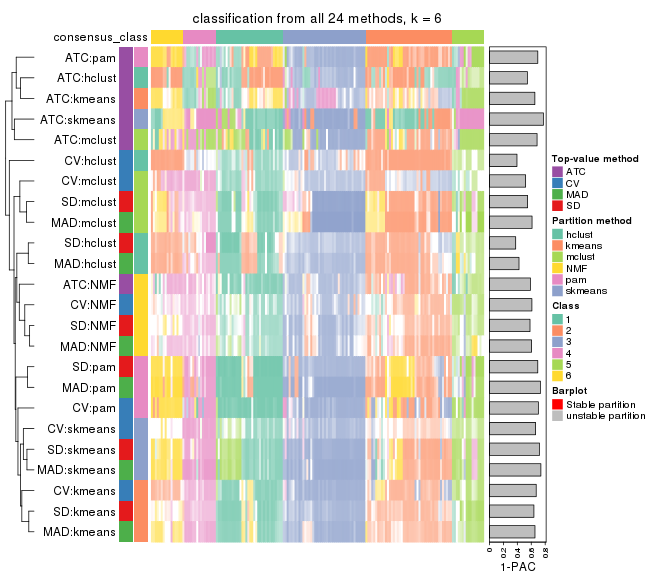 classification from all 24 methods, k = 6
consensus_class
ATC:pam
ATC:hclust
ATC:kmeans
ATC:skmeans
ATC:mclust
CV:hclust
CV:mclust
SD:mclust
MAD:mclust
SD:hclust
MAD:hclust
ATC:NMF
CV:NMF
SD:NMF
MAD:NMF
SD:pam
MAD:pam
CV:pam
CV:skmeans
SD:skmeans
MAD:skmeans
CV:kmeans
SD:kmeans
MAD:kmeans
0
0.2
0.4
0.6
0.8
1-PAC
Top-value method
ATC
CV
MAD
SD
Partition method
hclust
kmeans
mclust
NMF
pam
skmeans
Class
1
2
3
4
5
6
Barplot
Stable partition
unstable partition